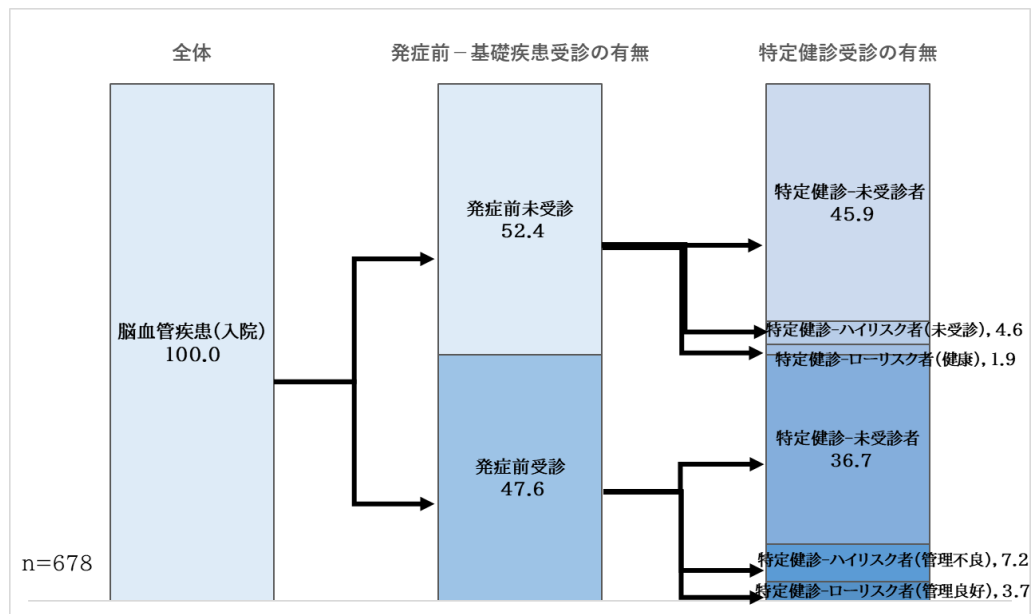 全体
発症前－基礎疾患受診の有無
特定健診受診の有無
脳血管疾患(入院)
100.0
発症前未受診
52.4
発症前受診
47.6
特定健診-未受診者
45.9
特定健診-ハイリスク者(未受診), 4.6
特定健診-ローリスク者(健康), 1.9
特定健診-未受診者
36.7
特定健診-ハイリスク者(管理不良), 7.2
特定健診-ローリスク者(管理良好), 3.7
n=678